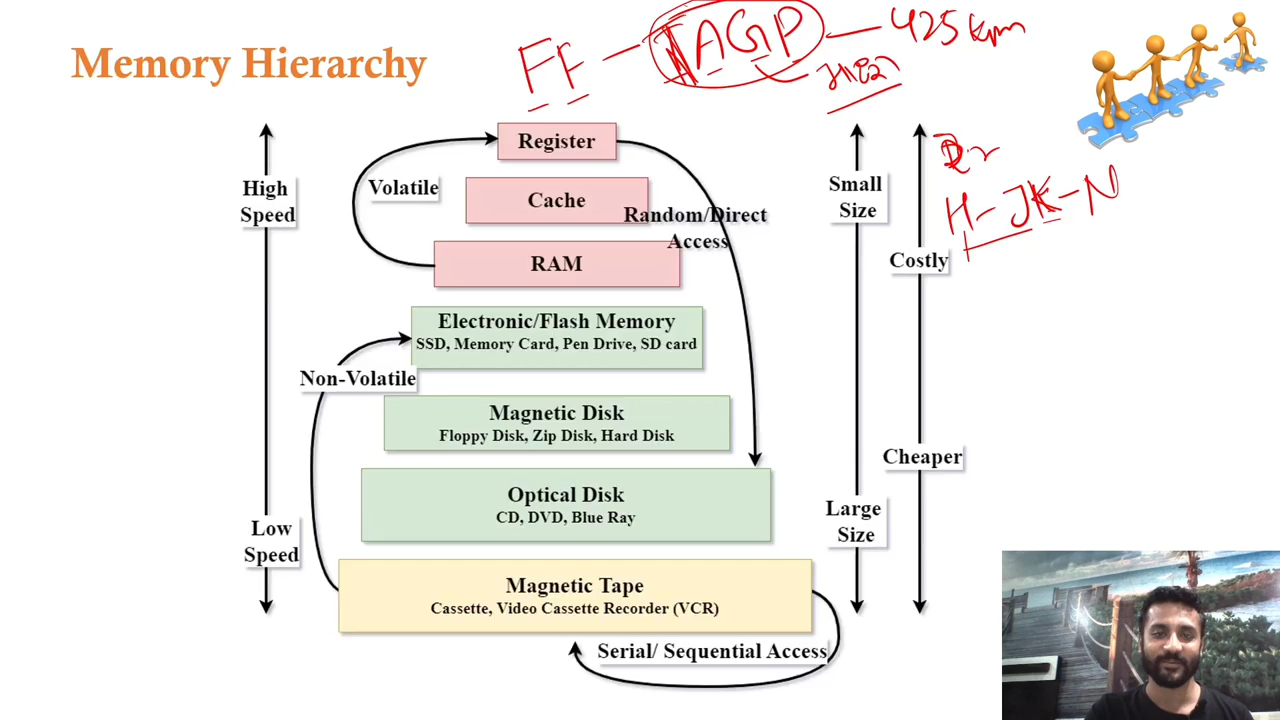 Memory Hierarchy
FF - AGP - 425 km
Register
High
Speed
Volatile
Cache
Small
Size
Random/Direct
Access
H-JK-N
RAM
Costly
Electronic/Flash Memory
SSD, Memory Card, Pen Drive, SD card
Non-Volatile
Magnetic Disk
Floppy Disk, Zip Disk, Hard Disk
Cheaper
Optical Disk
CD, DVD, Blue Ray
Low
Speed
Large
Size
Magnetic Tape
Cassette, Video Cassette Recorder (VCR)
Serial/ Sequential Access